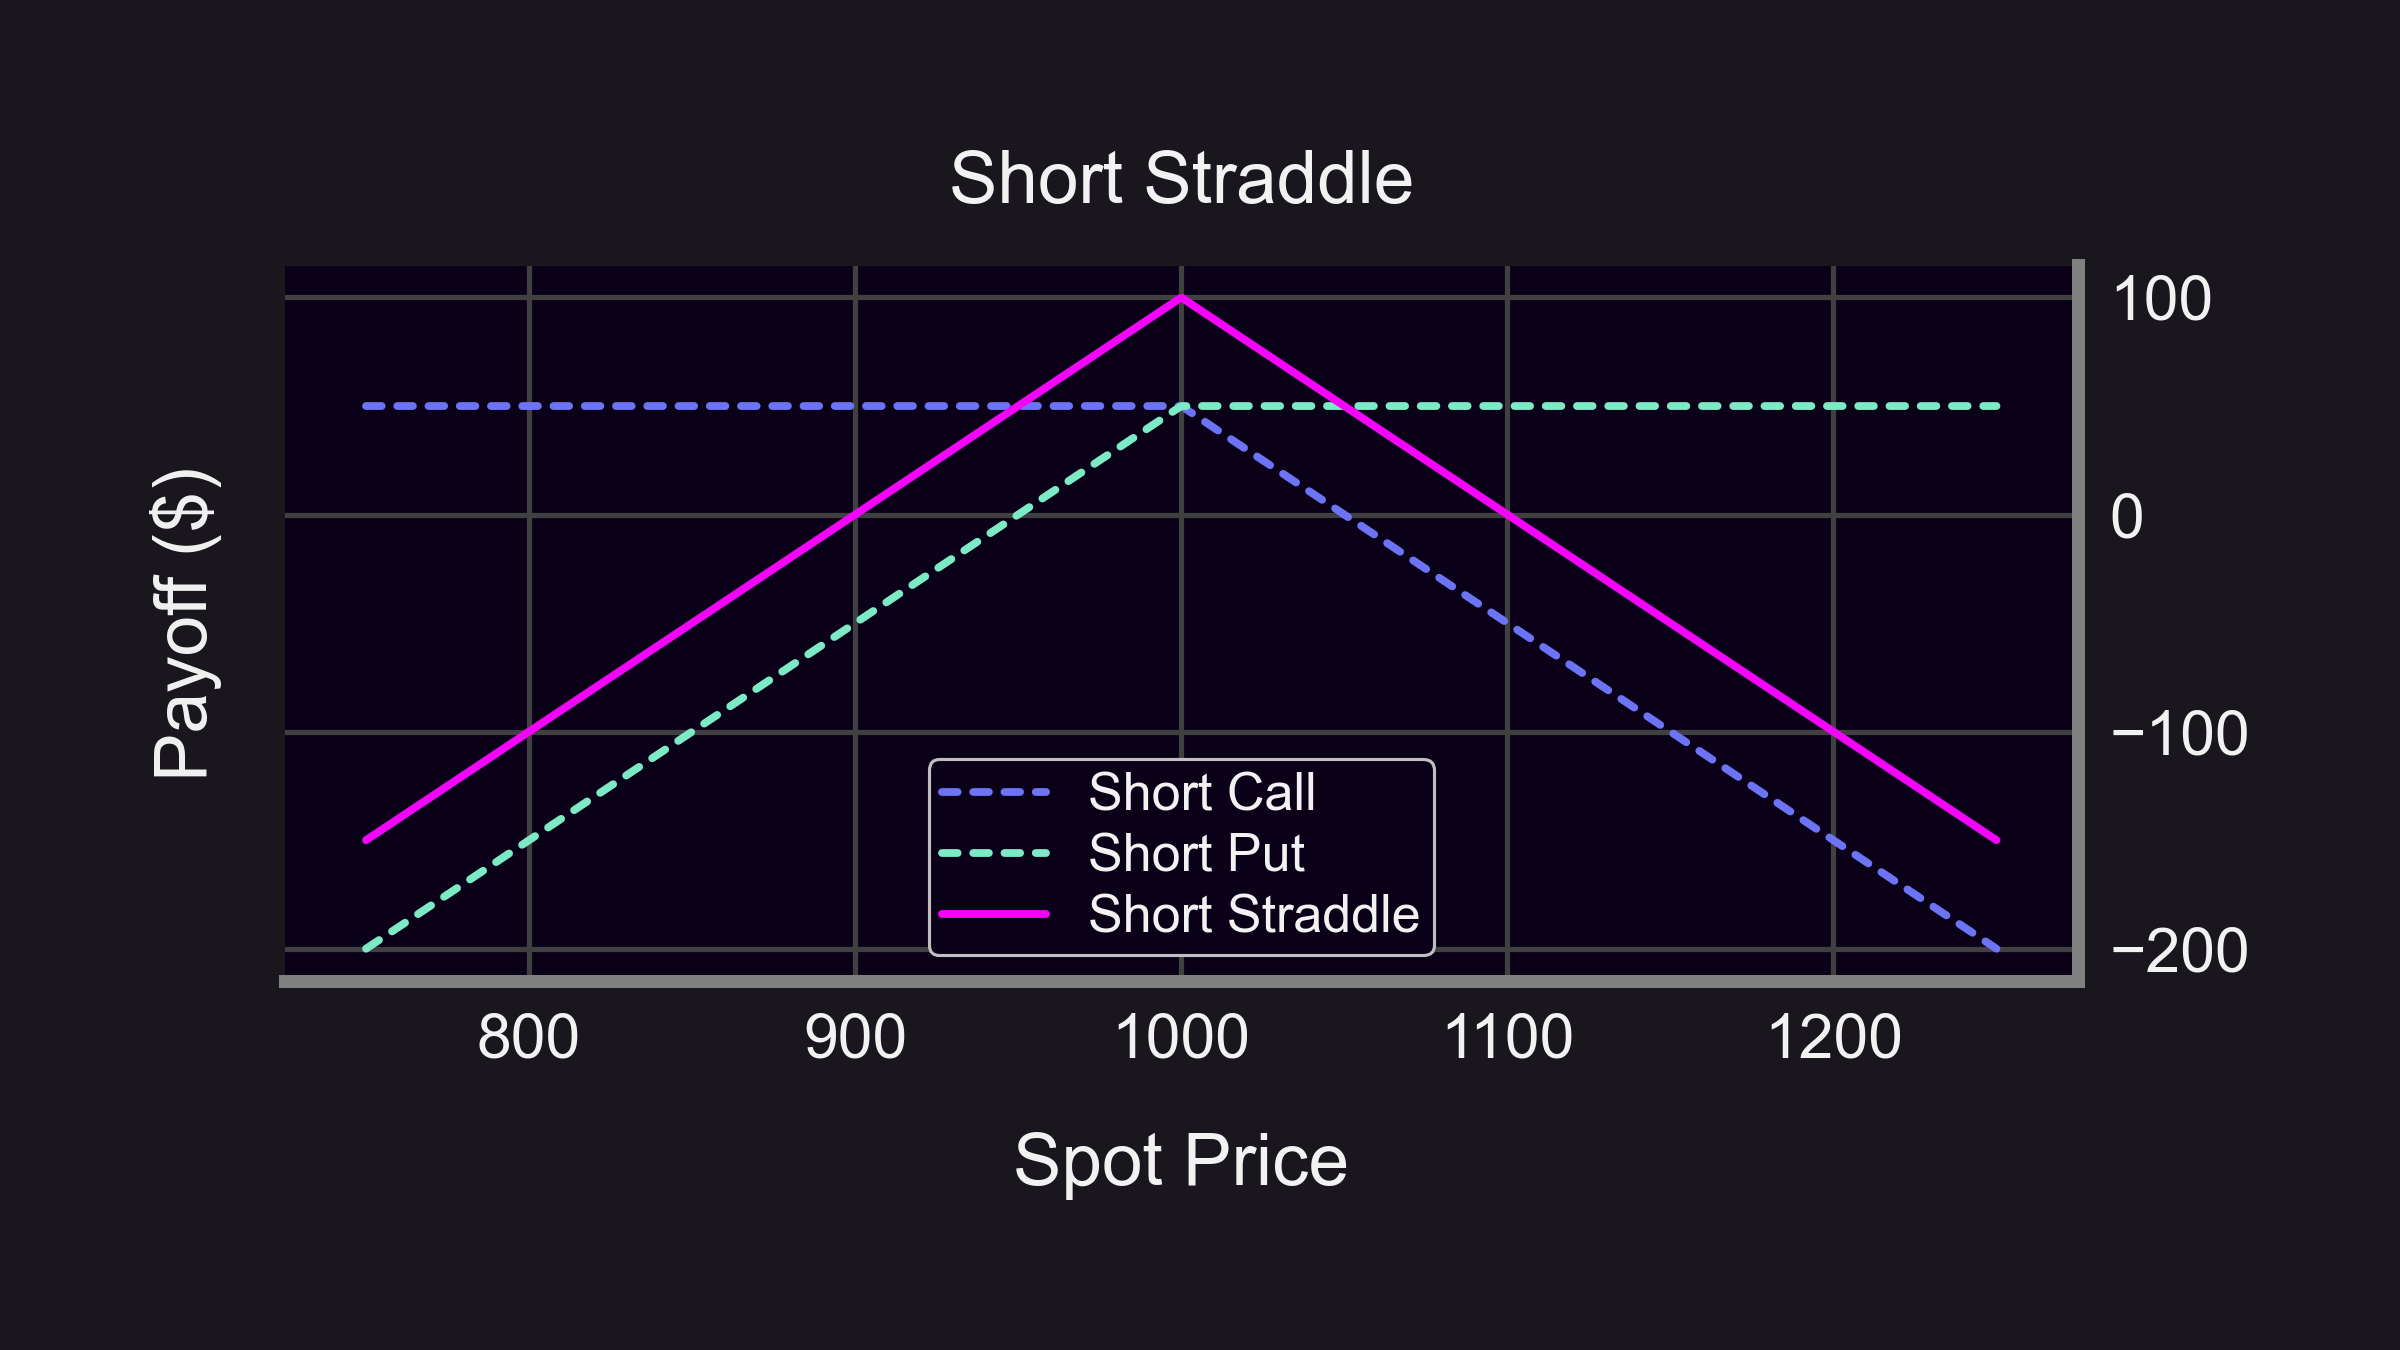 Short Straddle
Payoff ($)
100
0
−100
−200
Short Call
Short Put
Short Straddle
800
900
1000
1100
1200
Spot Price